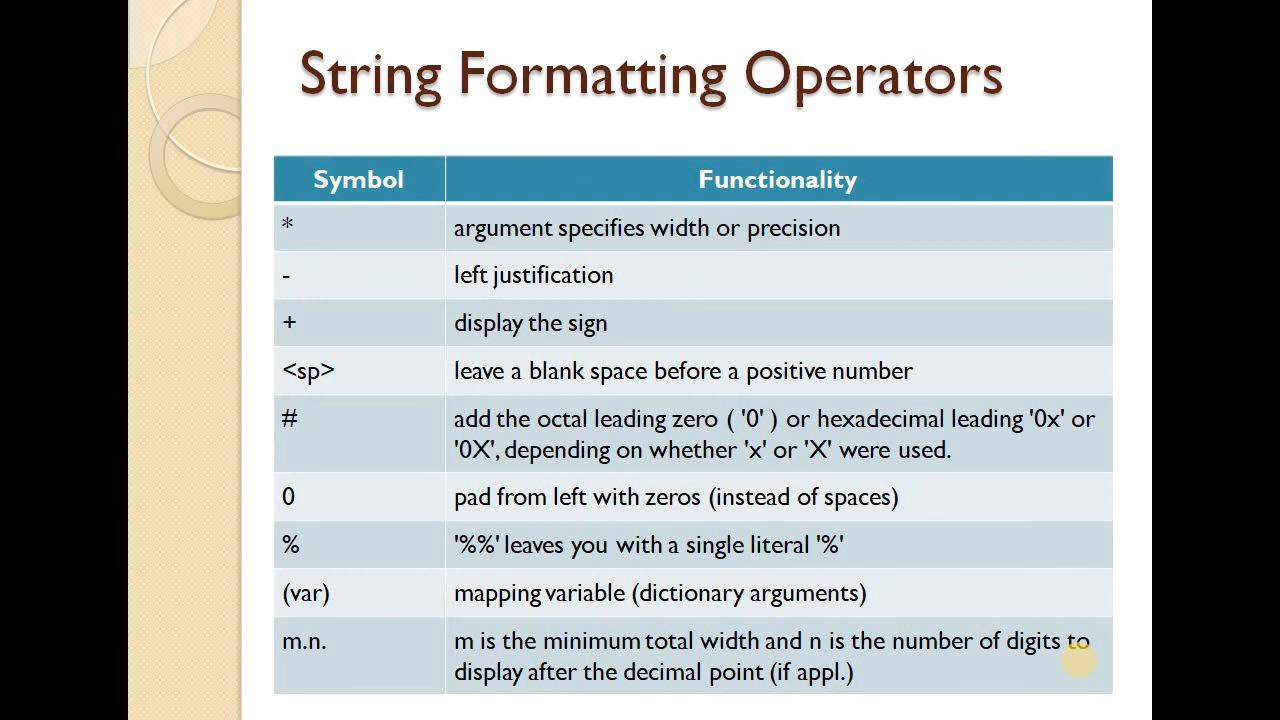 String Formatting Operators
Symbol Functionality
* argument specifies width or precision
- left justification
+ display the sign
<sp> leave a blank space before a positive number
# add the octal leading zero ( '0' ) or hexadecimal leading '0x' or
'0X', depending on whether 'x' or 'X' were used.
0 pad from left with zeros (instead of spaces)
% '%%' leaves you with a single literal '%'
(var) mapping variable (dictionary arguments)
m.n. m is the minimum total width and n is the number of digits to
display after the decimal point (if appl.)